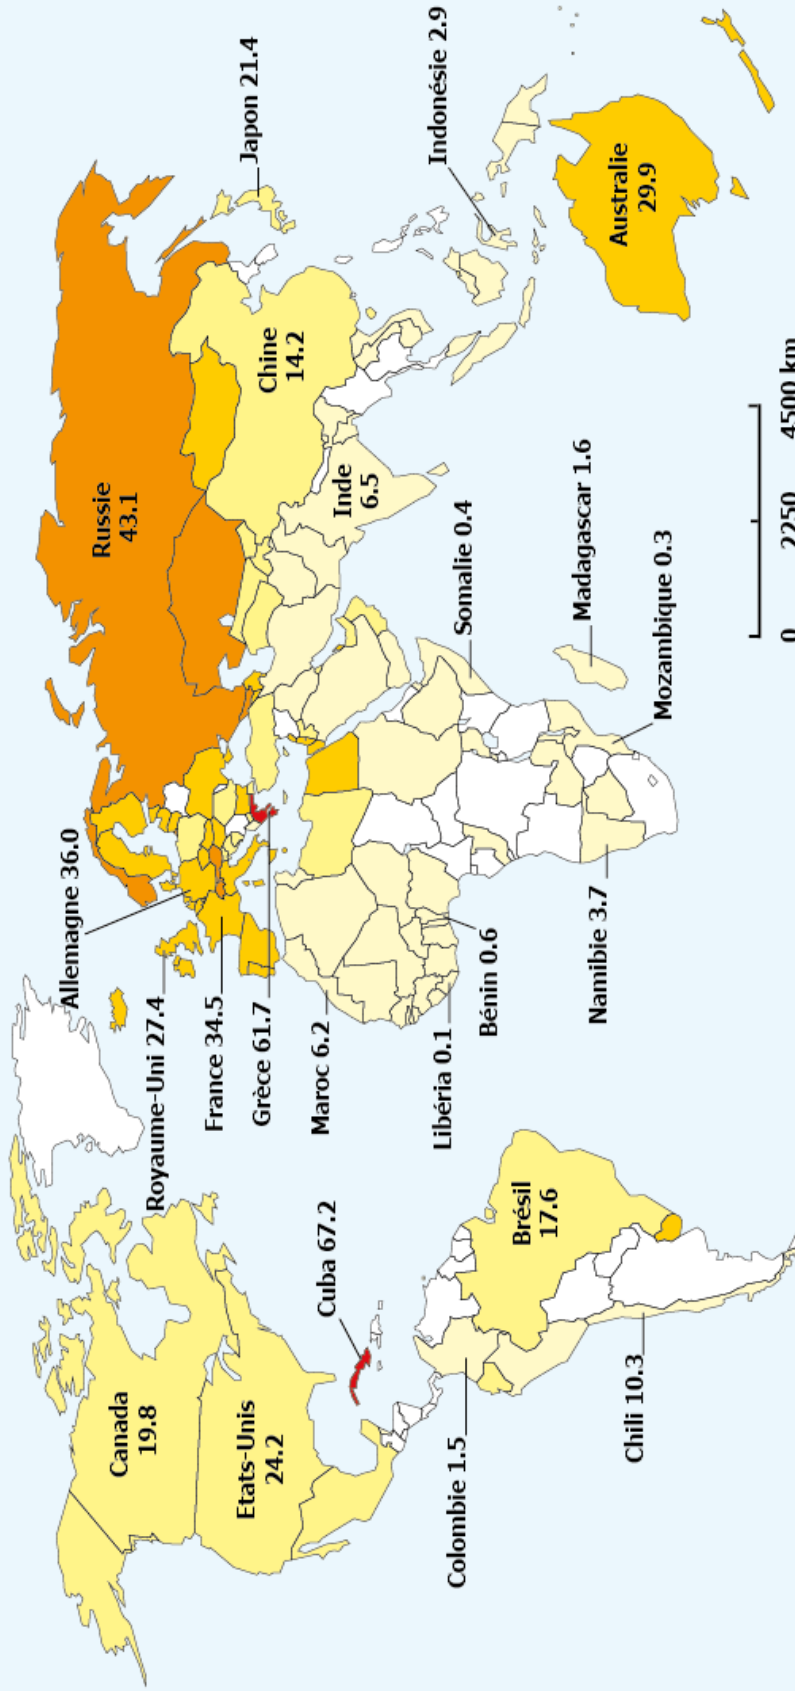 Canada
19.8
Etats-Unis
24.2
Cuba 67.2
Colombie 1.5
Brésil
17.6
Chili 10.3
Allemagne 36.0
Royaume-Uni 27.4
France 34.5
Grèce 61.7
Maroc 6.2
Libéria 0.1
Bénin 0.6
Namibie 3.7
Russie
43.1
Japon 21.4
Chine
14.2
Inde
6.5
Indonésie 2.9
Somalie 0.4
Madagascar 1.6
Mozambique 0.3
Australie
29.9
0 2250 4500 km